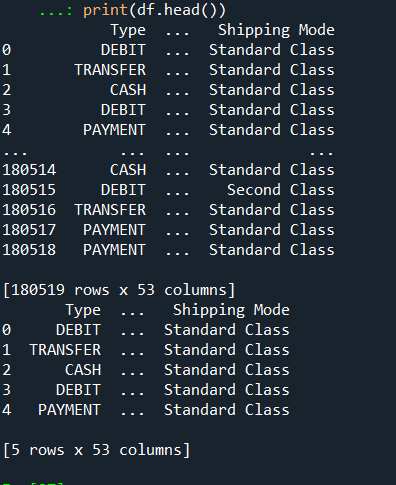 ...: print(df.head())
Type ... Shipping Mode
0 DEBIT ... Standard Class
1 TRANSFER ... Standard Class
2 CASH ... Standard Class
3 DEBIT ... Standard Class
4 PAYMENT ... Standard Class
... ... ... ...
180514 CASH ... Standard Class
180515 DEBIT ... Second Class
180516 TRANSFER ... Standard Class
180517 PAYMENT ... Standard Class
180518 PAYMENT ... Standard Class
[180519 rows x 53 columns]
Type ... Shipping Mode
0 DEBIT ... Standard Class
1 TRANSFER ... Standard Class
2 CASH ... Standard Class
3 DEBIT ... Standard Class
4 PAYMENT ... Standard Class
[5 rows x 53 columns]